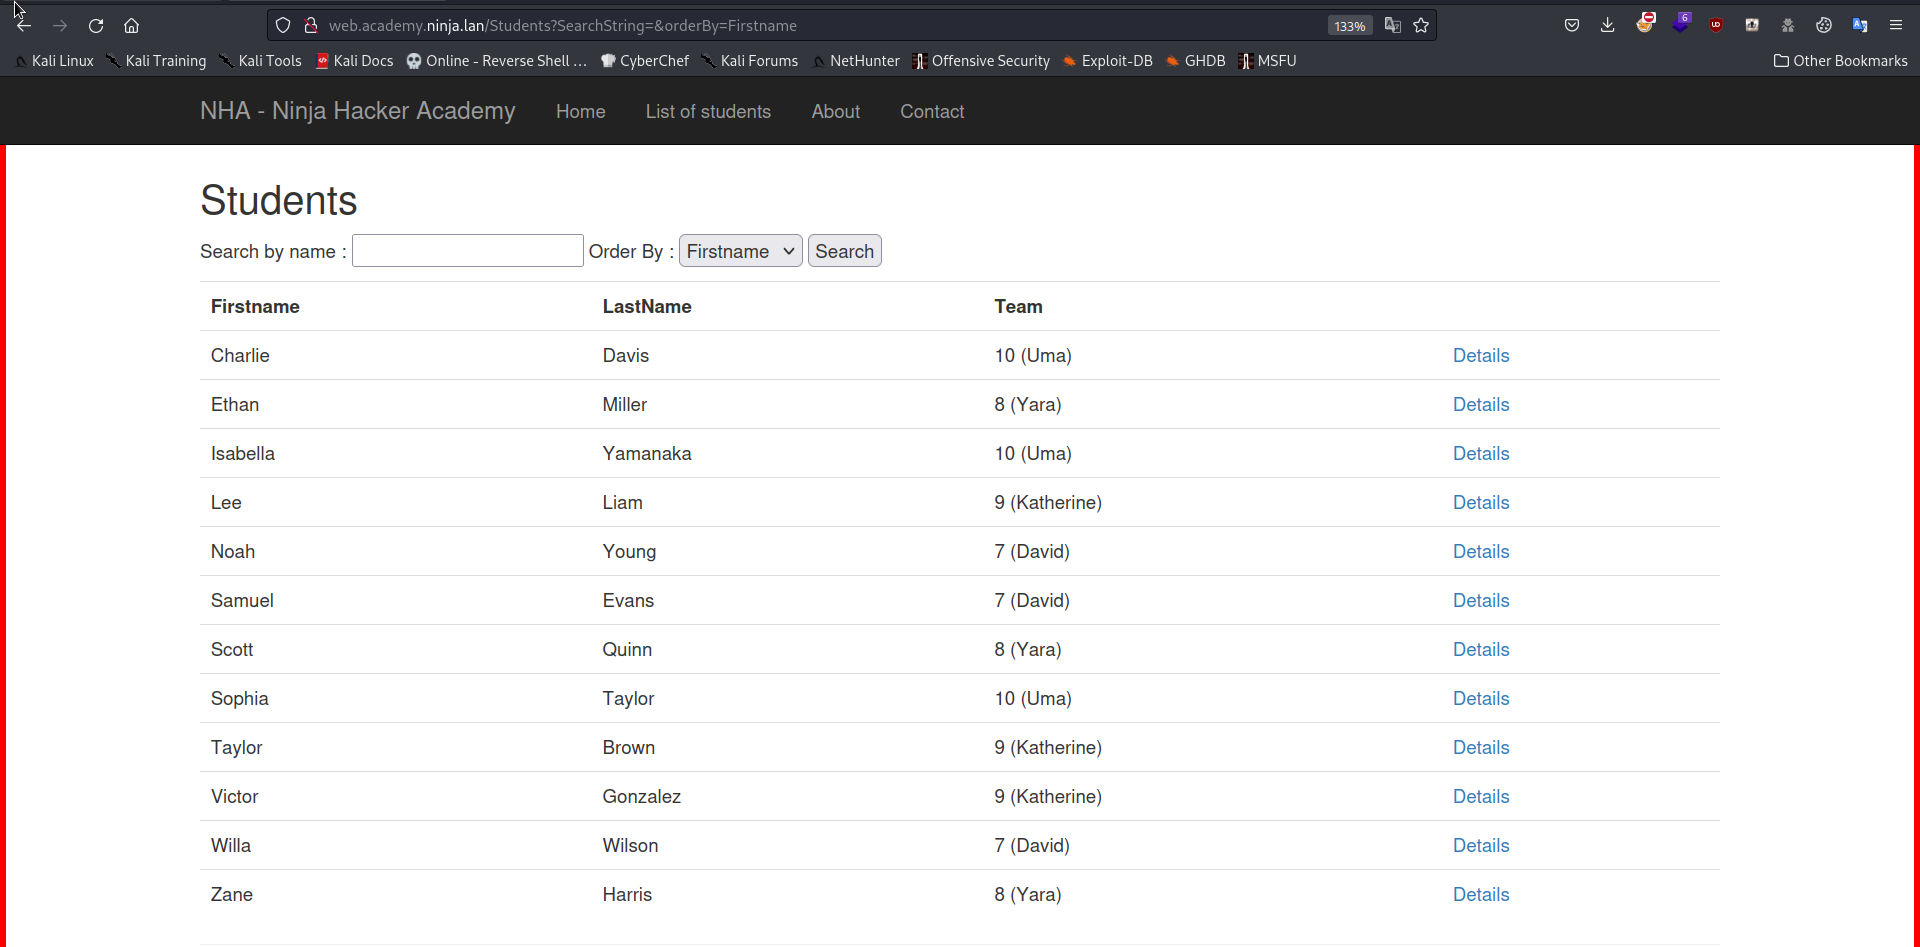 web.academy.ninja.lan/Students?SearchString=&orderBy=Firstname 133% 6
Kali Linux Kali Training Kali Tools Kali Docs Online - Reverse Shell ... CyberChef Kali Forums NetHunter Offensive Security Exploit-DB GHDB MSFU Other Bookmarks
NHA - Ninja Hacker Academy Home List of students About Contact
Students
Search by name : Order By : Firstname Search
Firstname LastName Team
Charlie Davis 10 (Uma) Details
Ethan Miller 8 (Yara) Details
Isabella Yamanaka 10 (Uma) Details
Lee Liam 9 (Katherine) Details
Noah Young 7 (David) Details
Samuel Evans 7 (David) Details
Scott Quinn 8 (Yara) Details
Sophia Taylor 10 (Uma) Details
Taylor Brown 9 (Katherine) Details
Victor Gonzalez 9 (Katherine) Details
Willa Wilson 7 (David) Details
Zane Harris 8 (Yara) Details